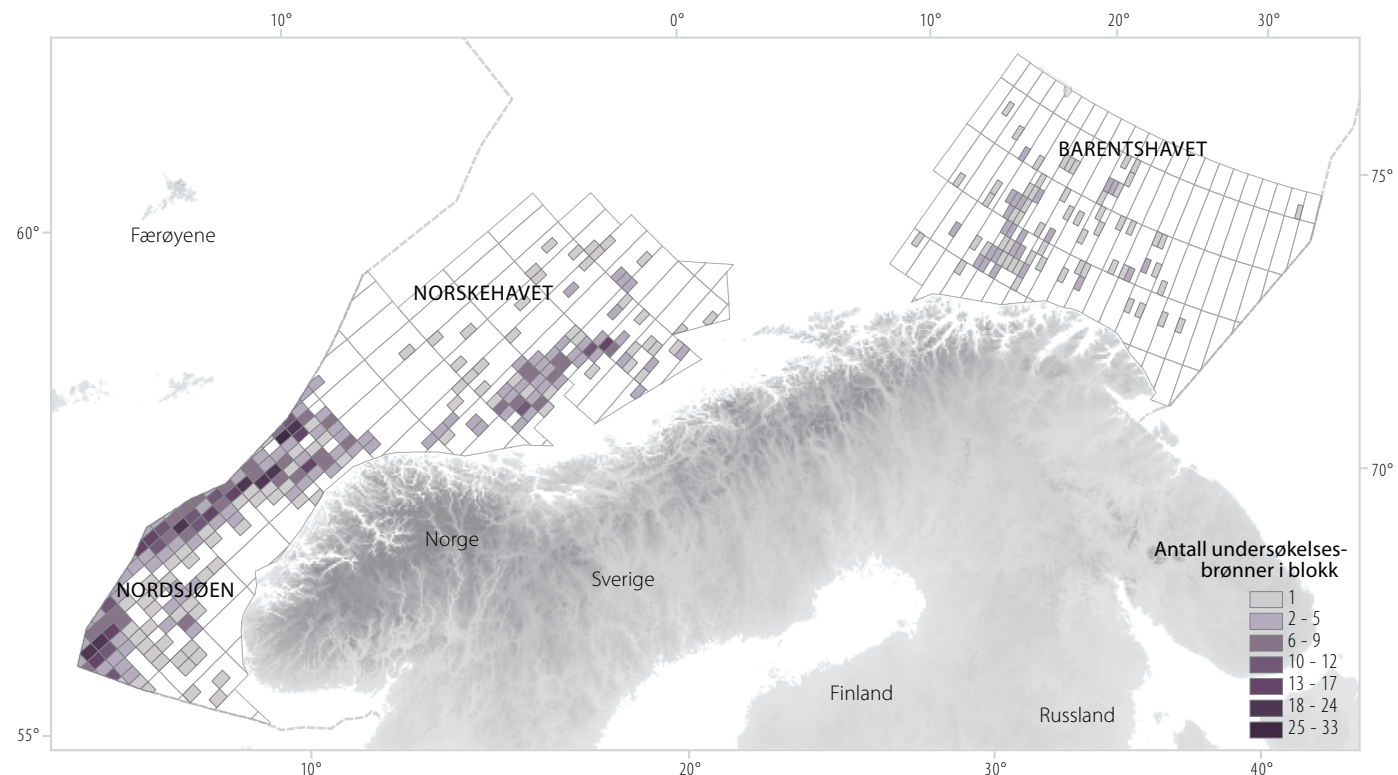 10°
0°
10°
20°
30°
BARENTSHAVET
75°
60°
Færøyene
NORSKEHAVET
70°
Norge
Sverige
NORDSJØEN
Finland
Russland
Antall undersøkelses-
brønner i blokk
1
2 - 5
6 - 9
10 - 12
13 - 17
18 - 24
25 - 33
55°
10°
20°
30°
40°